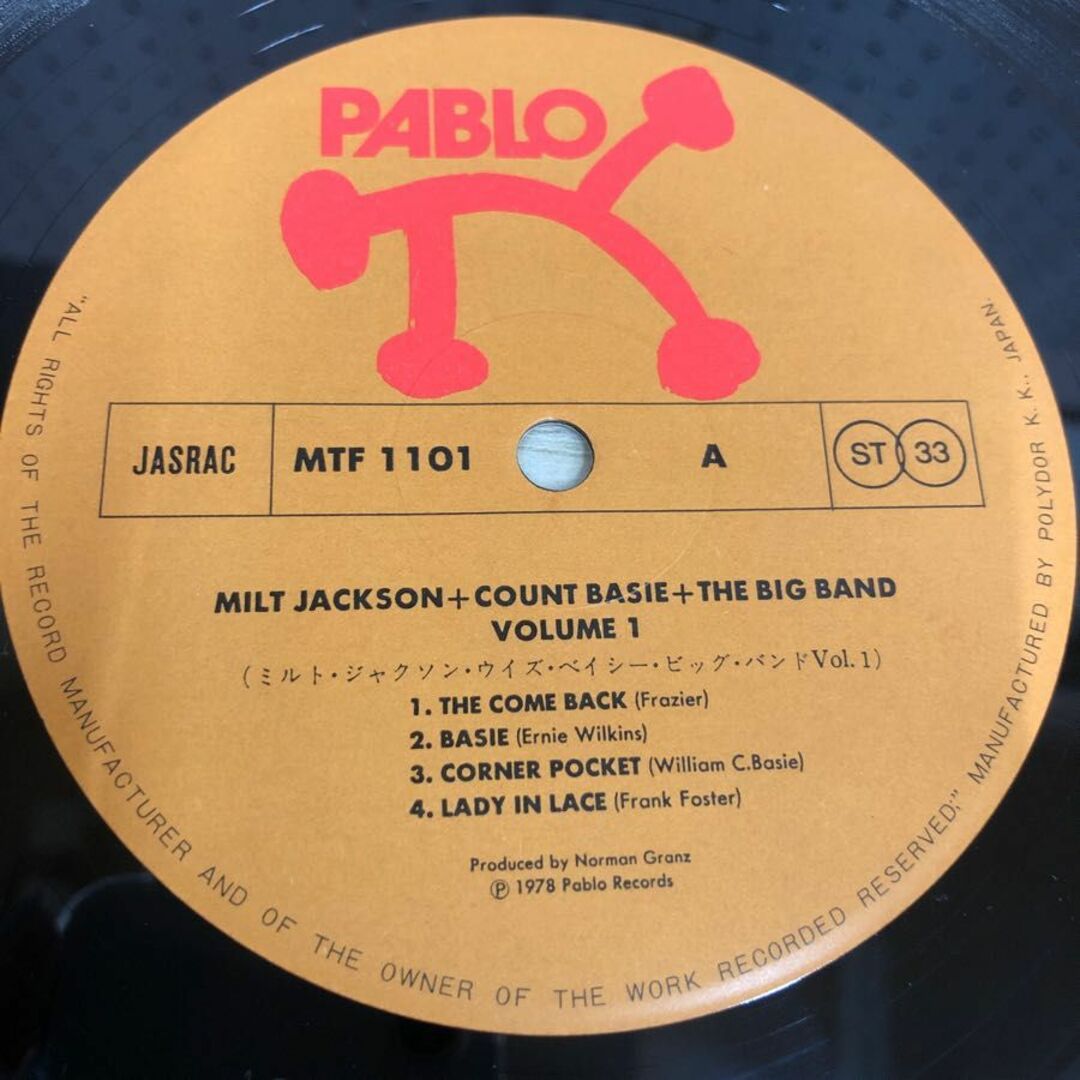 PABLO
JASRAC
MTF 1101
A
ST 33
MILT JACKSON+COUNT BASIE+THE BIG BAND
VOLUME 1
(ミルト・ジャクソン・ウイズ・ベイシー・ビッグ・バンドVol.1)
1. THE COME BACK (Frazier)
2. BASIE (Ernie Wilkins)
3. CORNER POCKET (William C.Basie)
4. LADY IN LACE (Frank Foster)
Produced by Norman Granz
Ⓟ 1978 Pablo Records
"ALL RIGHTS OF THE RECORD MANUFACTURER AND OF THE OWNER OF THE WORK RECORDED RESERVED;" MANUFACTURED BY POLYDOR K.K., JAPAN.